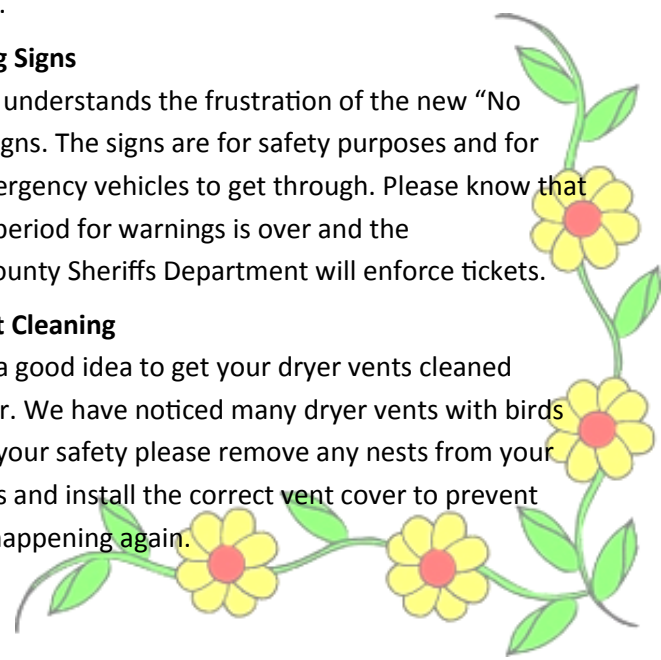 .
g Signs
understands the frustration of the new “No
gns. The signs are for safety purposes and for
ergency vehicles to get through. Please know that
period for warnings is over and the
ounty Sheriffs Department will enforce tickets.
t Cleaning
a good idea to get your dryer vents cleaned
r. We have noticed many dryer vents with birds
your safety please remove any nests from your
s and install the correct vent cover to prevent
happening again.